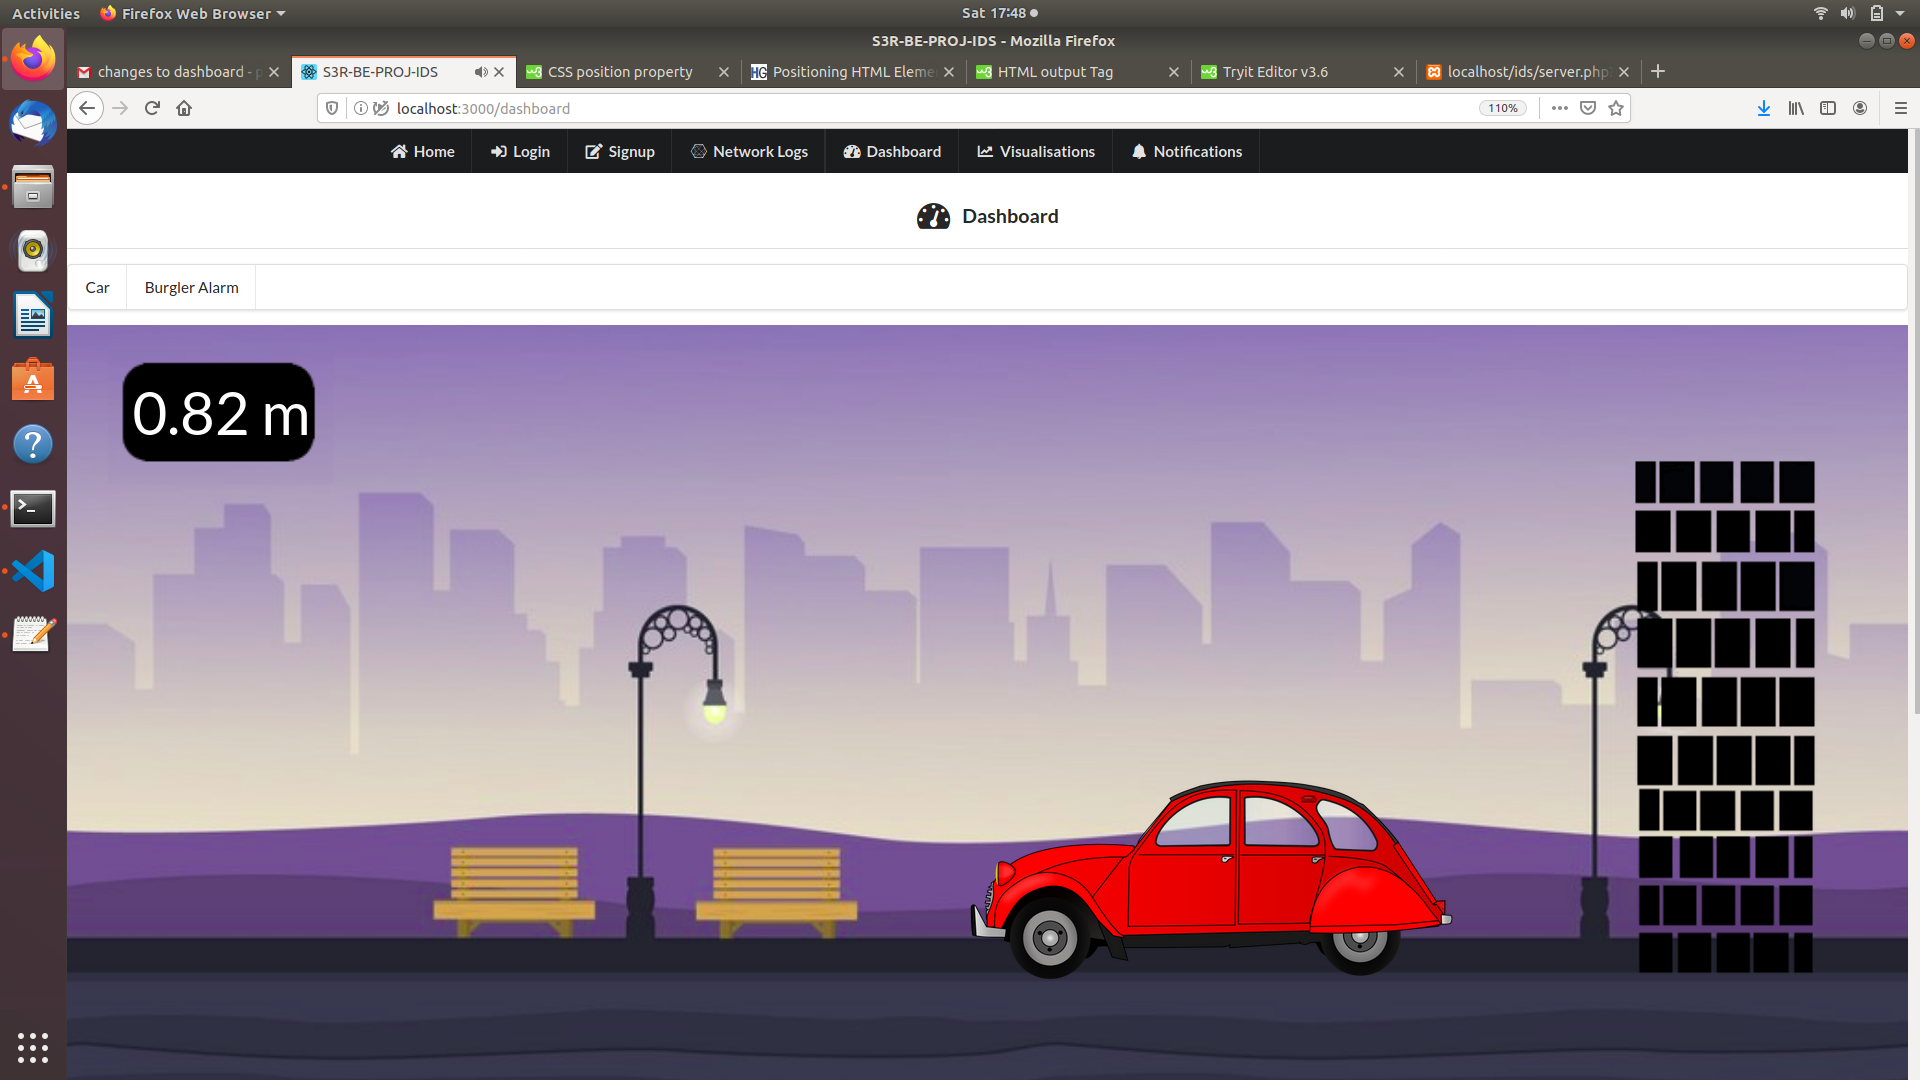 Activities Firefox Web Browser Sat 17:48
S3R-BE-PROJ-IDS - Mozilla Firefox
changes to dashboard - S3R-BE-PROJ-IDS CSS position property Positioning HTML Eleme HTML output Tag Tryit Editor v3.6 localhost/ids/server.php
localhost:3000/dashboard 110%
Home Login Signup Network Logs Dashboard Visualisations Notifications
Dashboard
Car Burgler Alarm
0.82 m